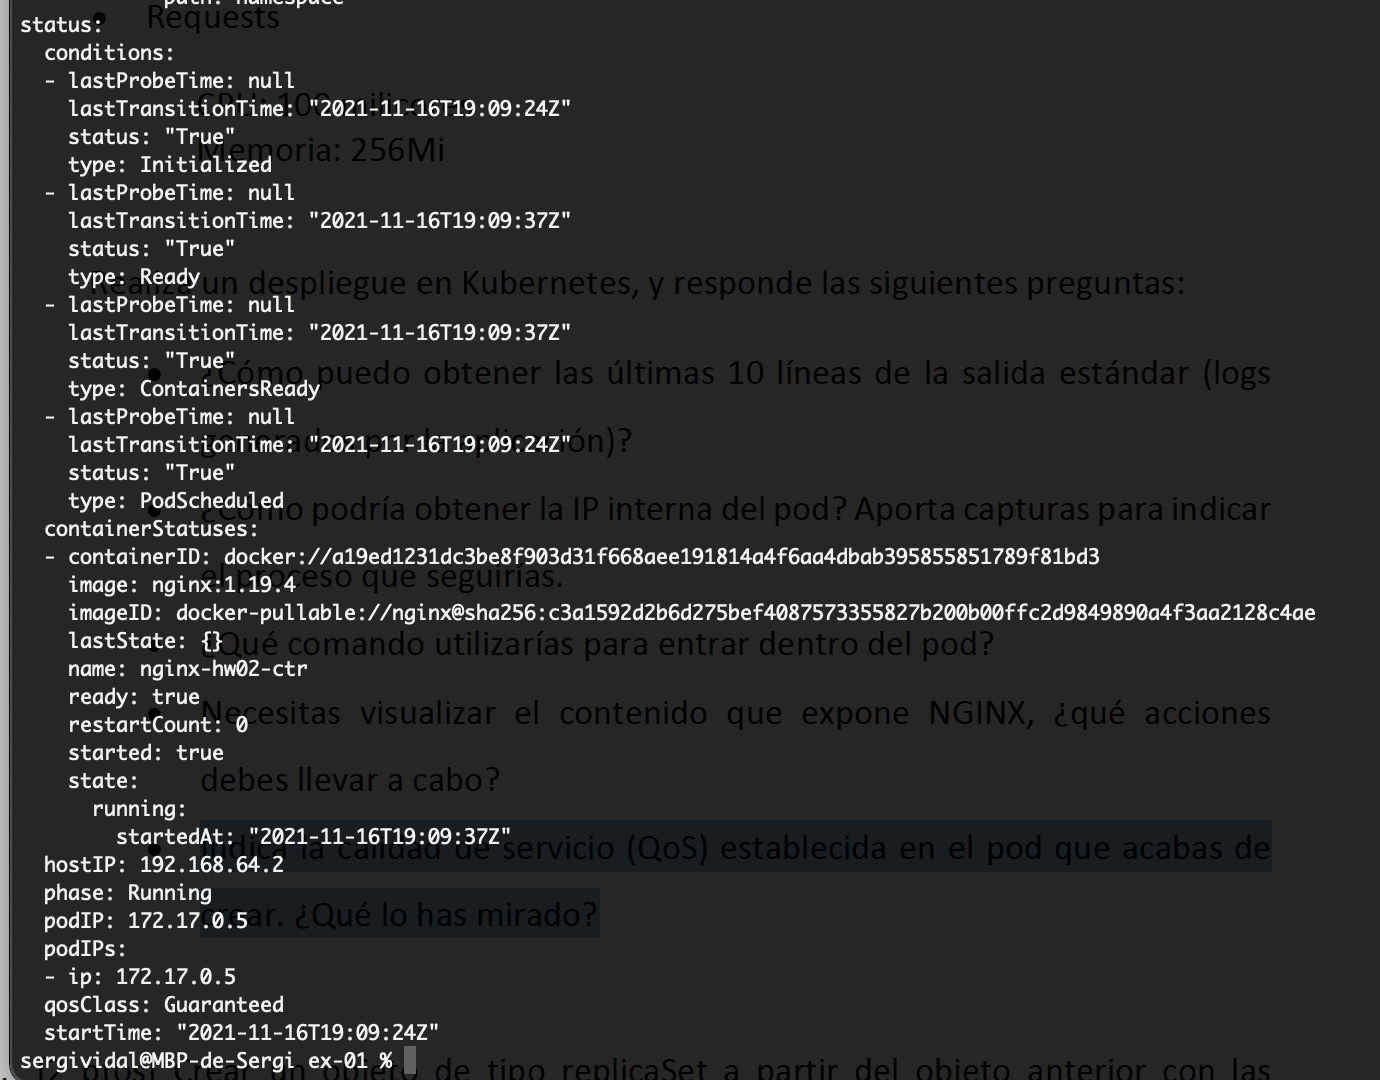 path: namespace
Requests
status:
conditions:
- lastProbeTime: null
lastTransitionTime: "2021-11-16T19:09:24Z"
status: "True"
Memoria: 256Mi
type: Initialized
- lastProbeTime: null
lastTransitionTime: "2021-11-16T19:09:37Z"
status: "True"
type: Ready
Realiza un despliegue en Kubernetes, y responde las siguientes preguntas:
- lastProbeTime: null
lastTransitionTime: "2021-11-16T19:09:37Z"
status: "True"
¿Cómo puedo obtener las últimas 10 líneas de la salida estándar (logs
type: ContainersReady
- lastProbeTime: null
lastTransitionTime: "2021-11-16T19:09:24Z"
generados por la aplicación)?
status: "True"
type: PodScheduled
¿Cómo podría obtener la IP interna del pod? Aporta capturas para indicar
containerStatuses:
- containerID: docker://a19ed1231dc3be8f903d31f668aee191814a4f6aa4dbab395855851789f81bd3
image: nginx:1.19.4
el proceso que seguirías.
imageID: docker-pullable://nginx@sha256:c3a1592d2b6d275bef4087573355827b200b00ffc2d9849890a4f3aa2128c4ae
lastState: {}
¿Qué comando utilizarías para entrar dentro del pod?
name: nginx-hw02-ctr
ready: true
Necesitas visualizar el contenido que expone NGINX, ¿qué acciones
restartCount: 0
started: true
state:
debes llevar a cabo?
running:
startedAt: "2021-11-16T19:09:37Z"
Indica la calidad de servicio (QoS) establecida en el pod que acabas de
hostIP: 192.168.64.2
phase: Running
podIP: 172.17.0.5
crear. ¿Qué lo has mirado?
podIPs:
- ip: 172.17.0.5
qosClass: Guaranteed
startTime: "2021-11-16T19:09:24Z"
sergividal@MBP-de-Sergi ex-01 %
Crear un objeto de tipo replicaSet a partir del objeto anterior con las